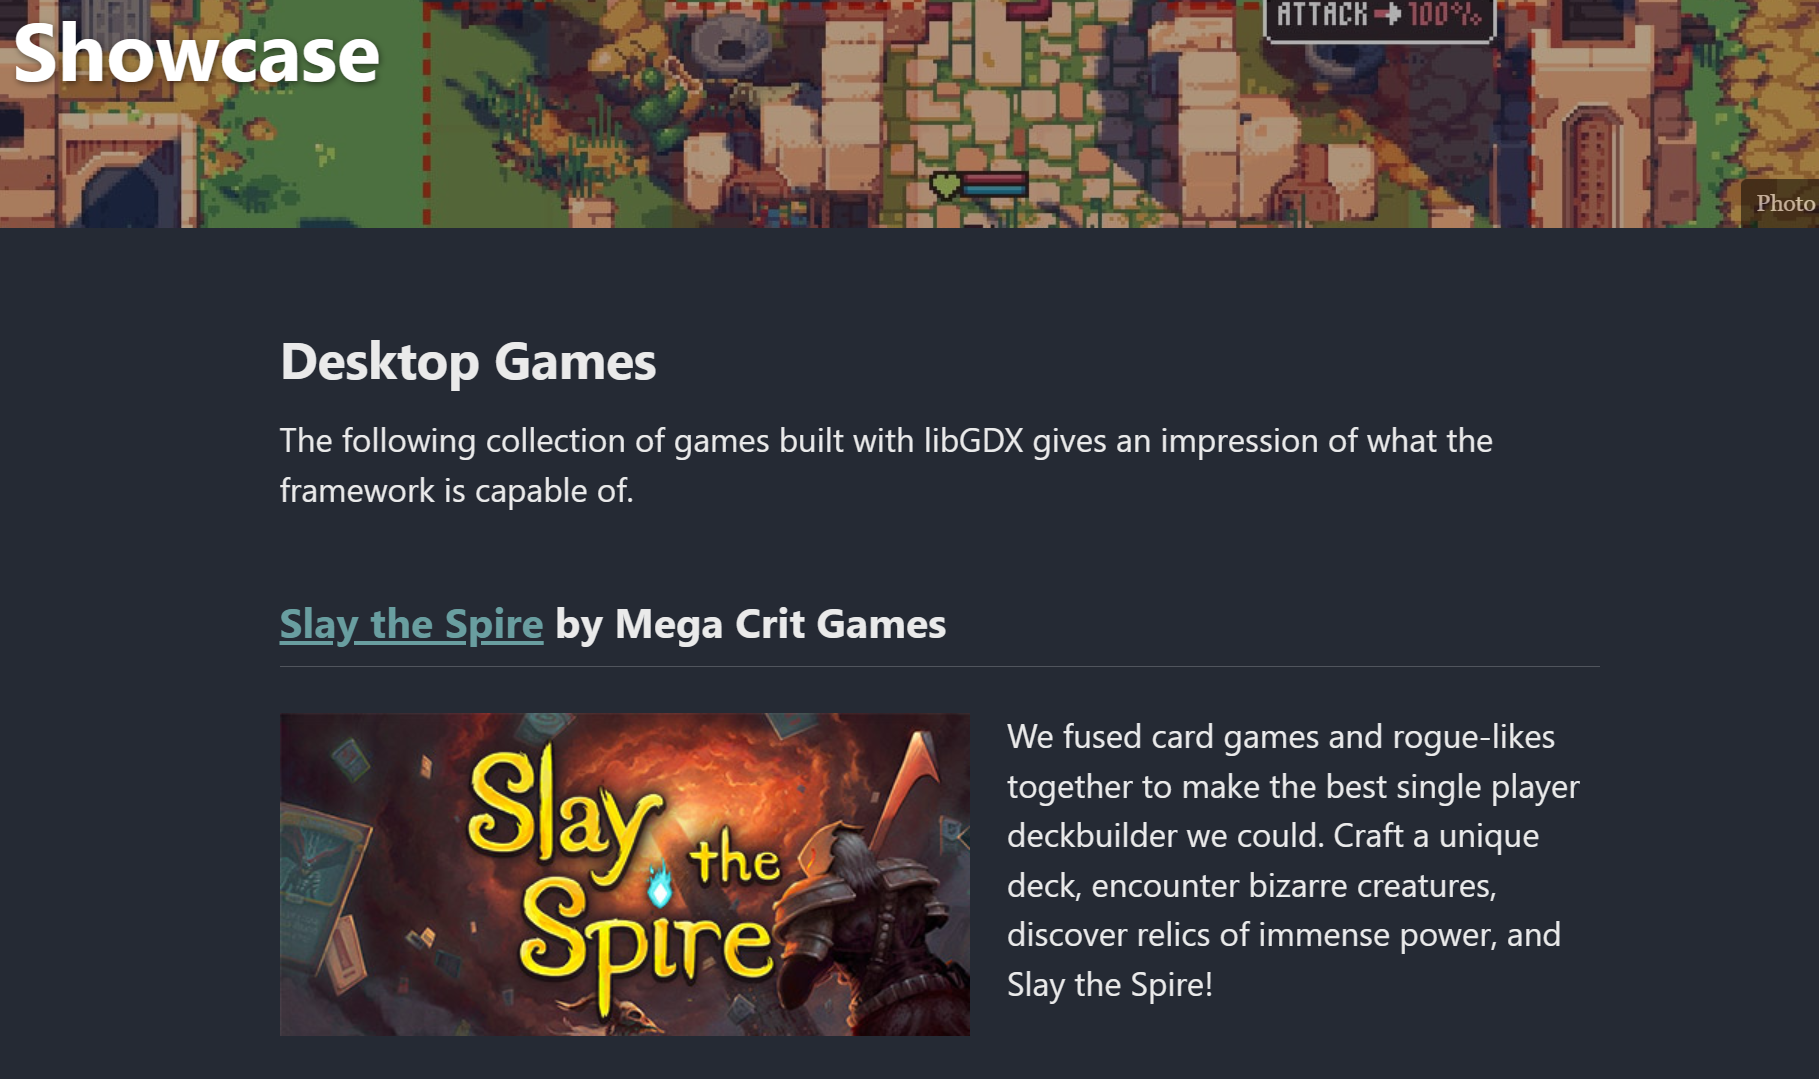 Showcase
ATTACK → 100%
Photo
Desktop Games
The following collection of games built with libGDX gives an impression of what the
framework is capable of.
Slay the Spire by Mega Crit Games
Slay
the
Spire
We fused card games and rogue-likes
together to make the best single player
deckbuilder we could. Craft a unique
deck, encounter bizarre creatures,
discover relics of immense power, and
Slay the Spire!